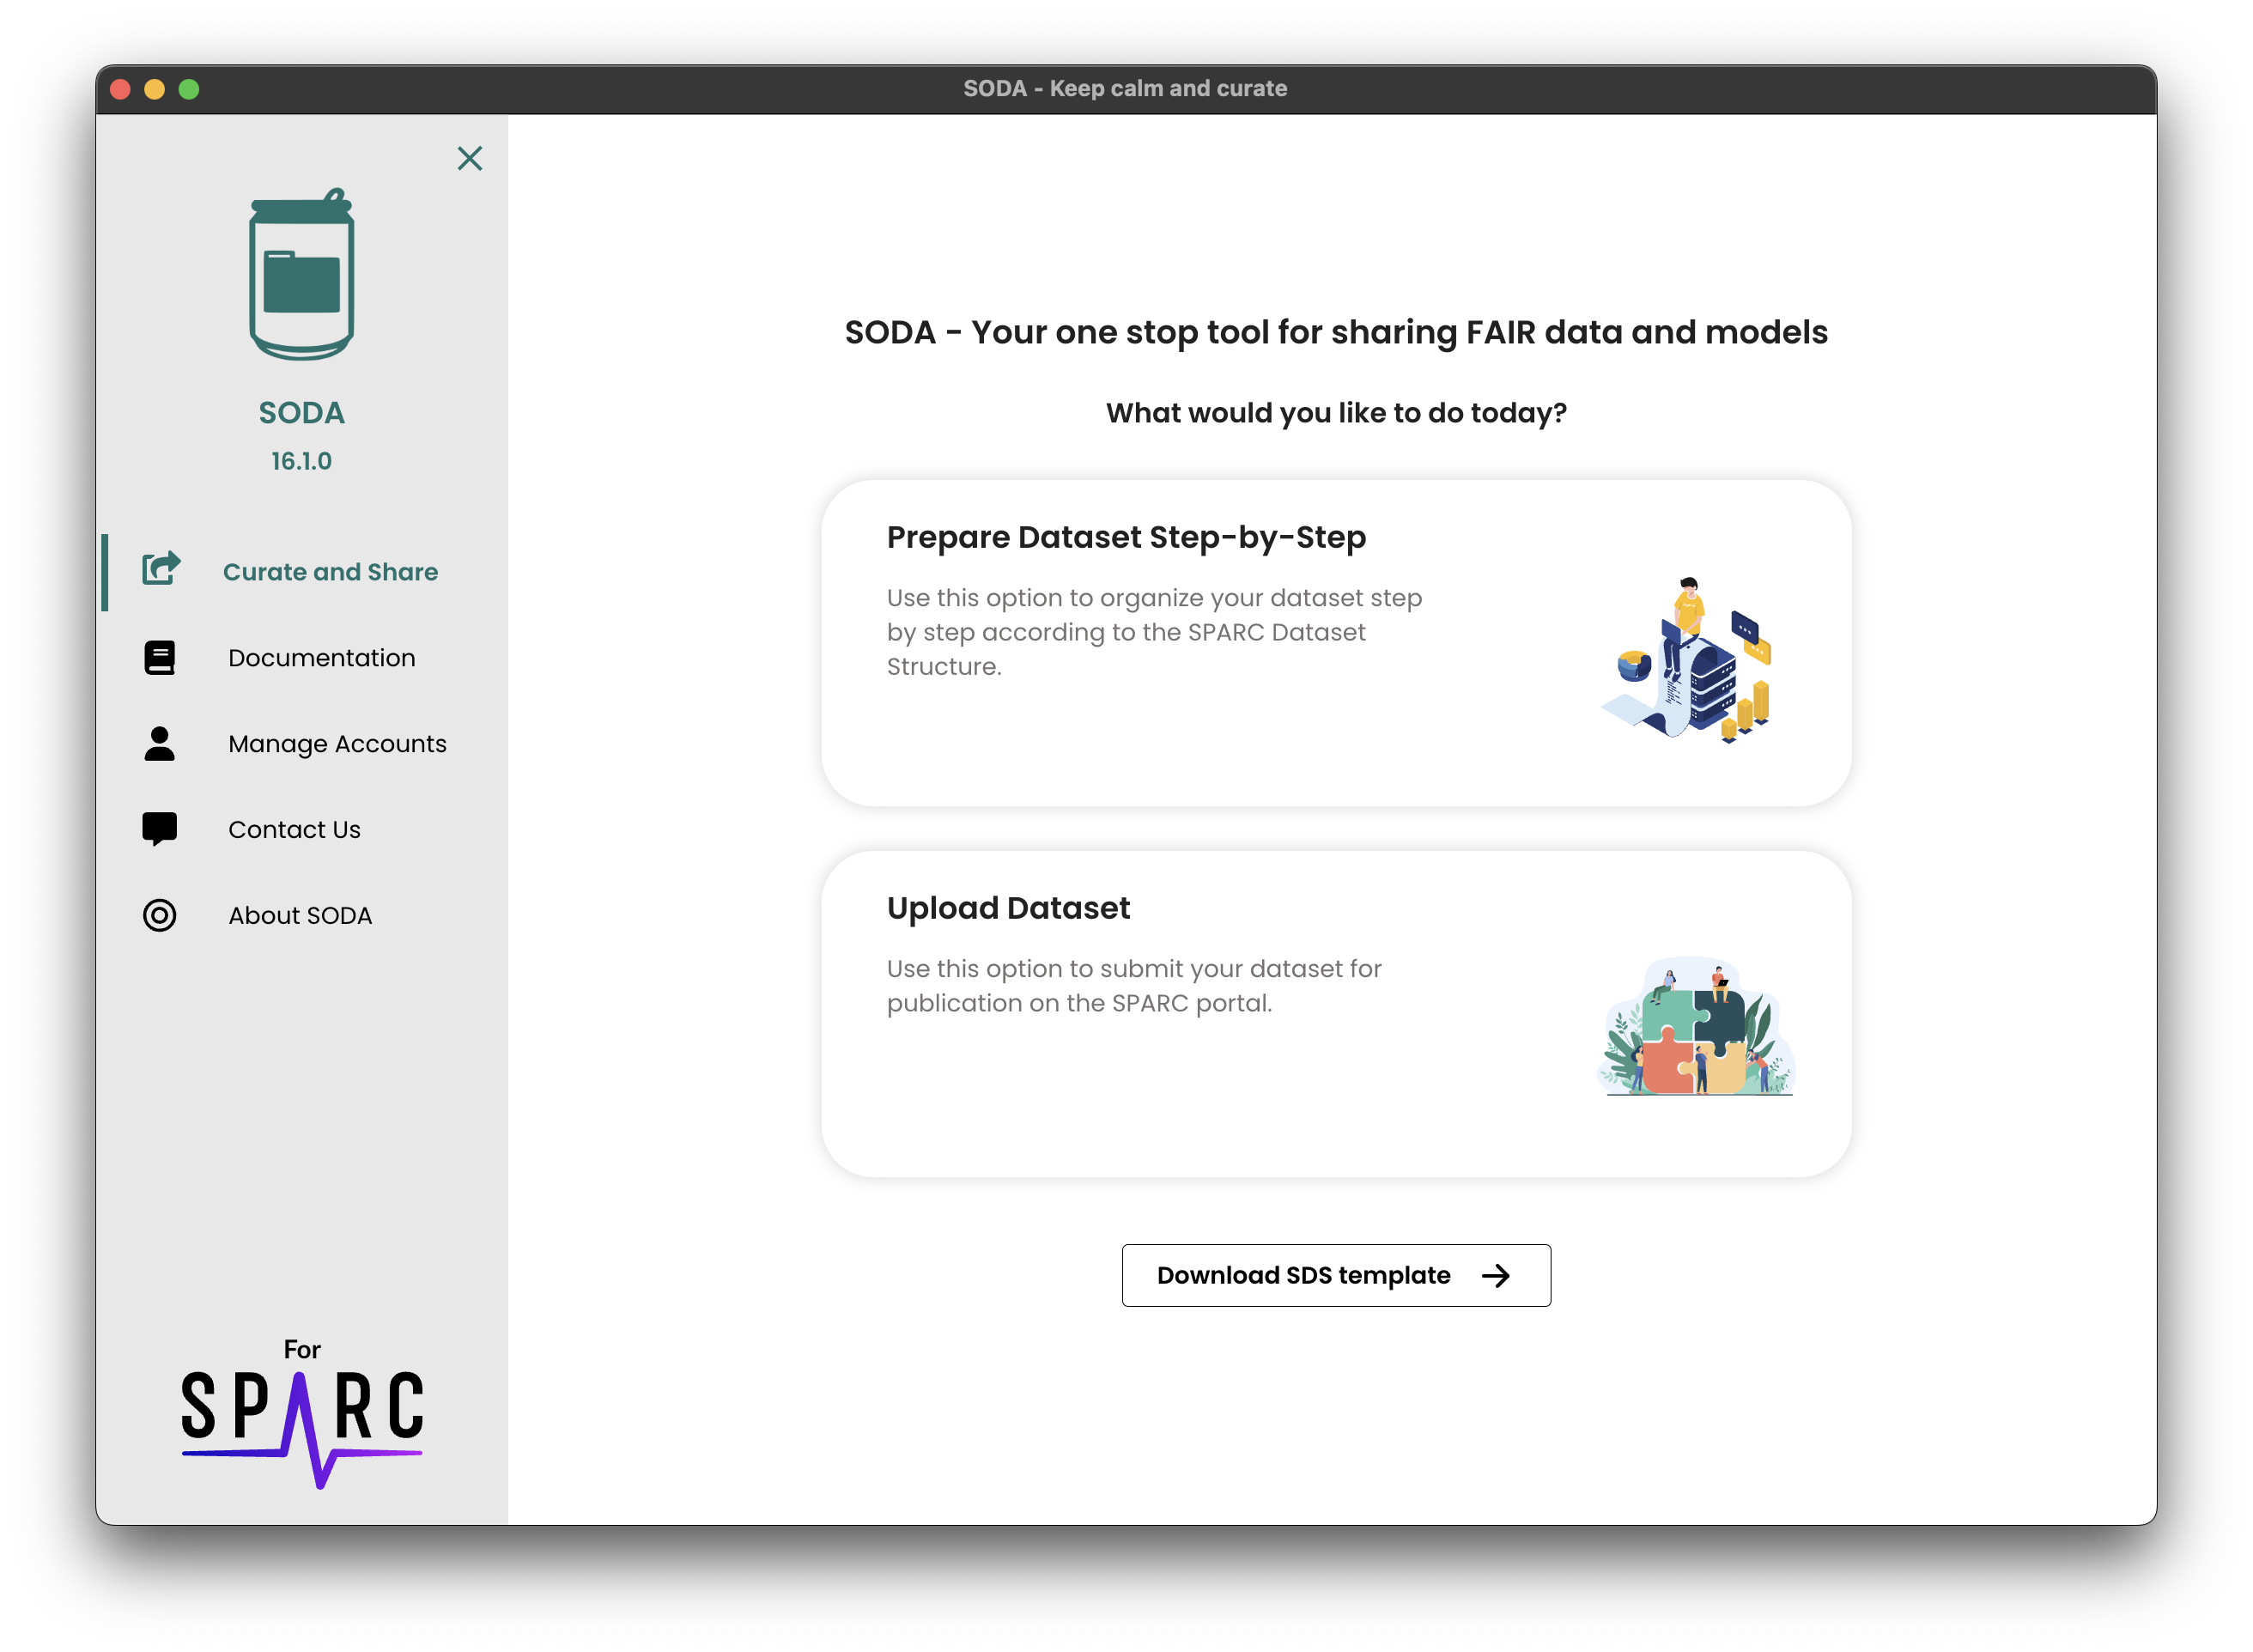 SODA - Keep calm and curate
SODA
16.1.0
Curate and Share
Documentation
Manage Accounts
Contact Us
About SODA
For
SPARC
SODA - Your one stop tool for sharing FAIR data and models
What would you like to do today?
Prepare Dataset Step-by-Step
Use this option to organize your dataset step
by step according to the SPARC Dataset
Structure.
Upload Dataset
Use this option to submit your dataset for
publication on the SPARC portal.
Download SDS template